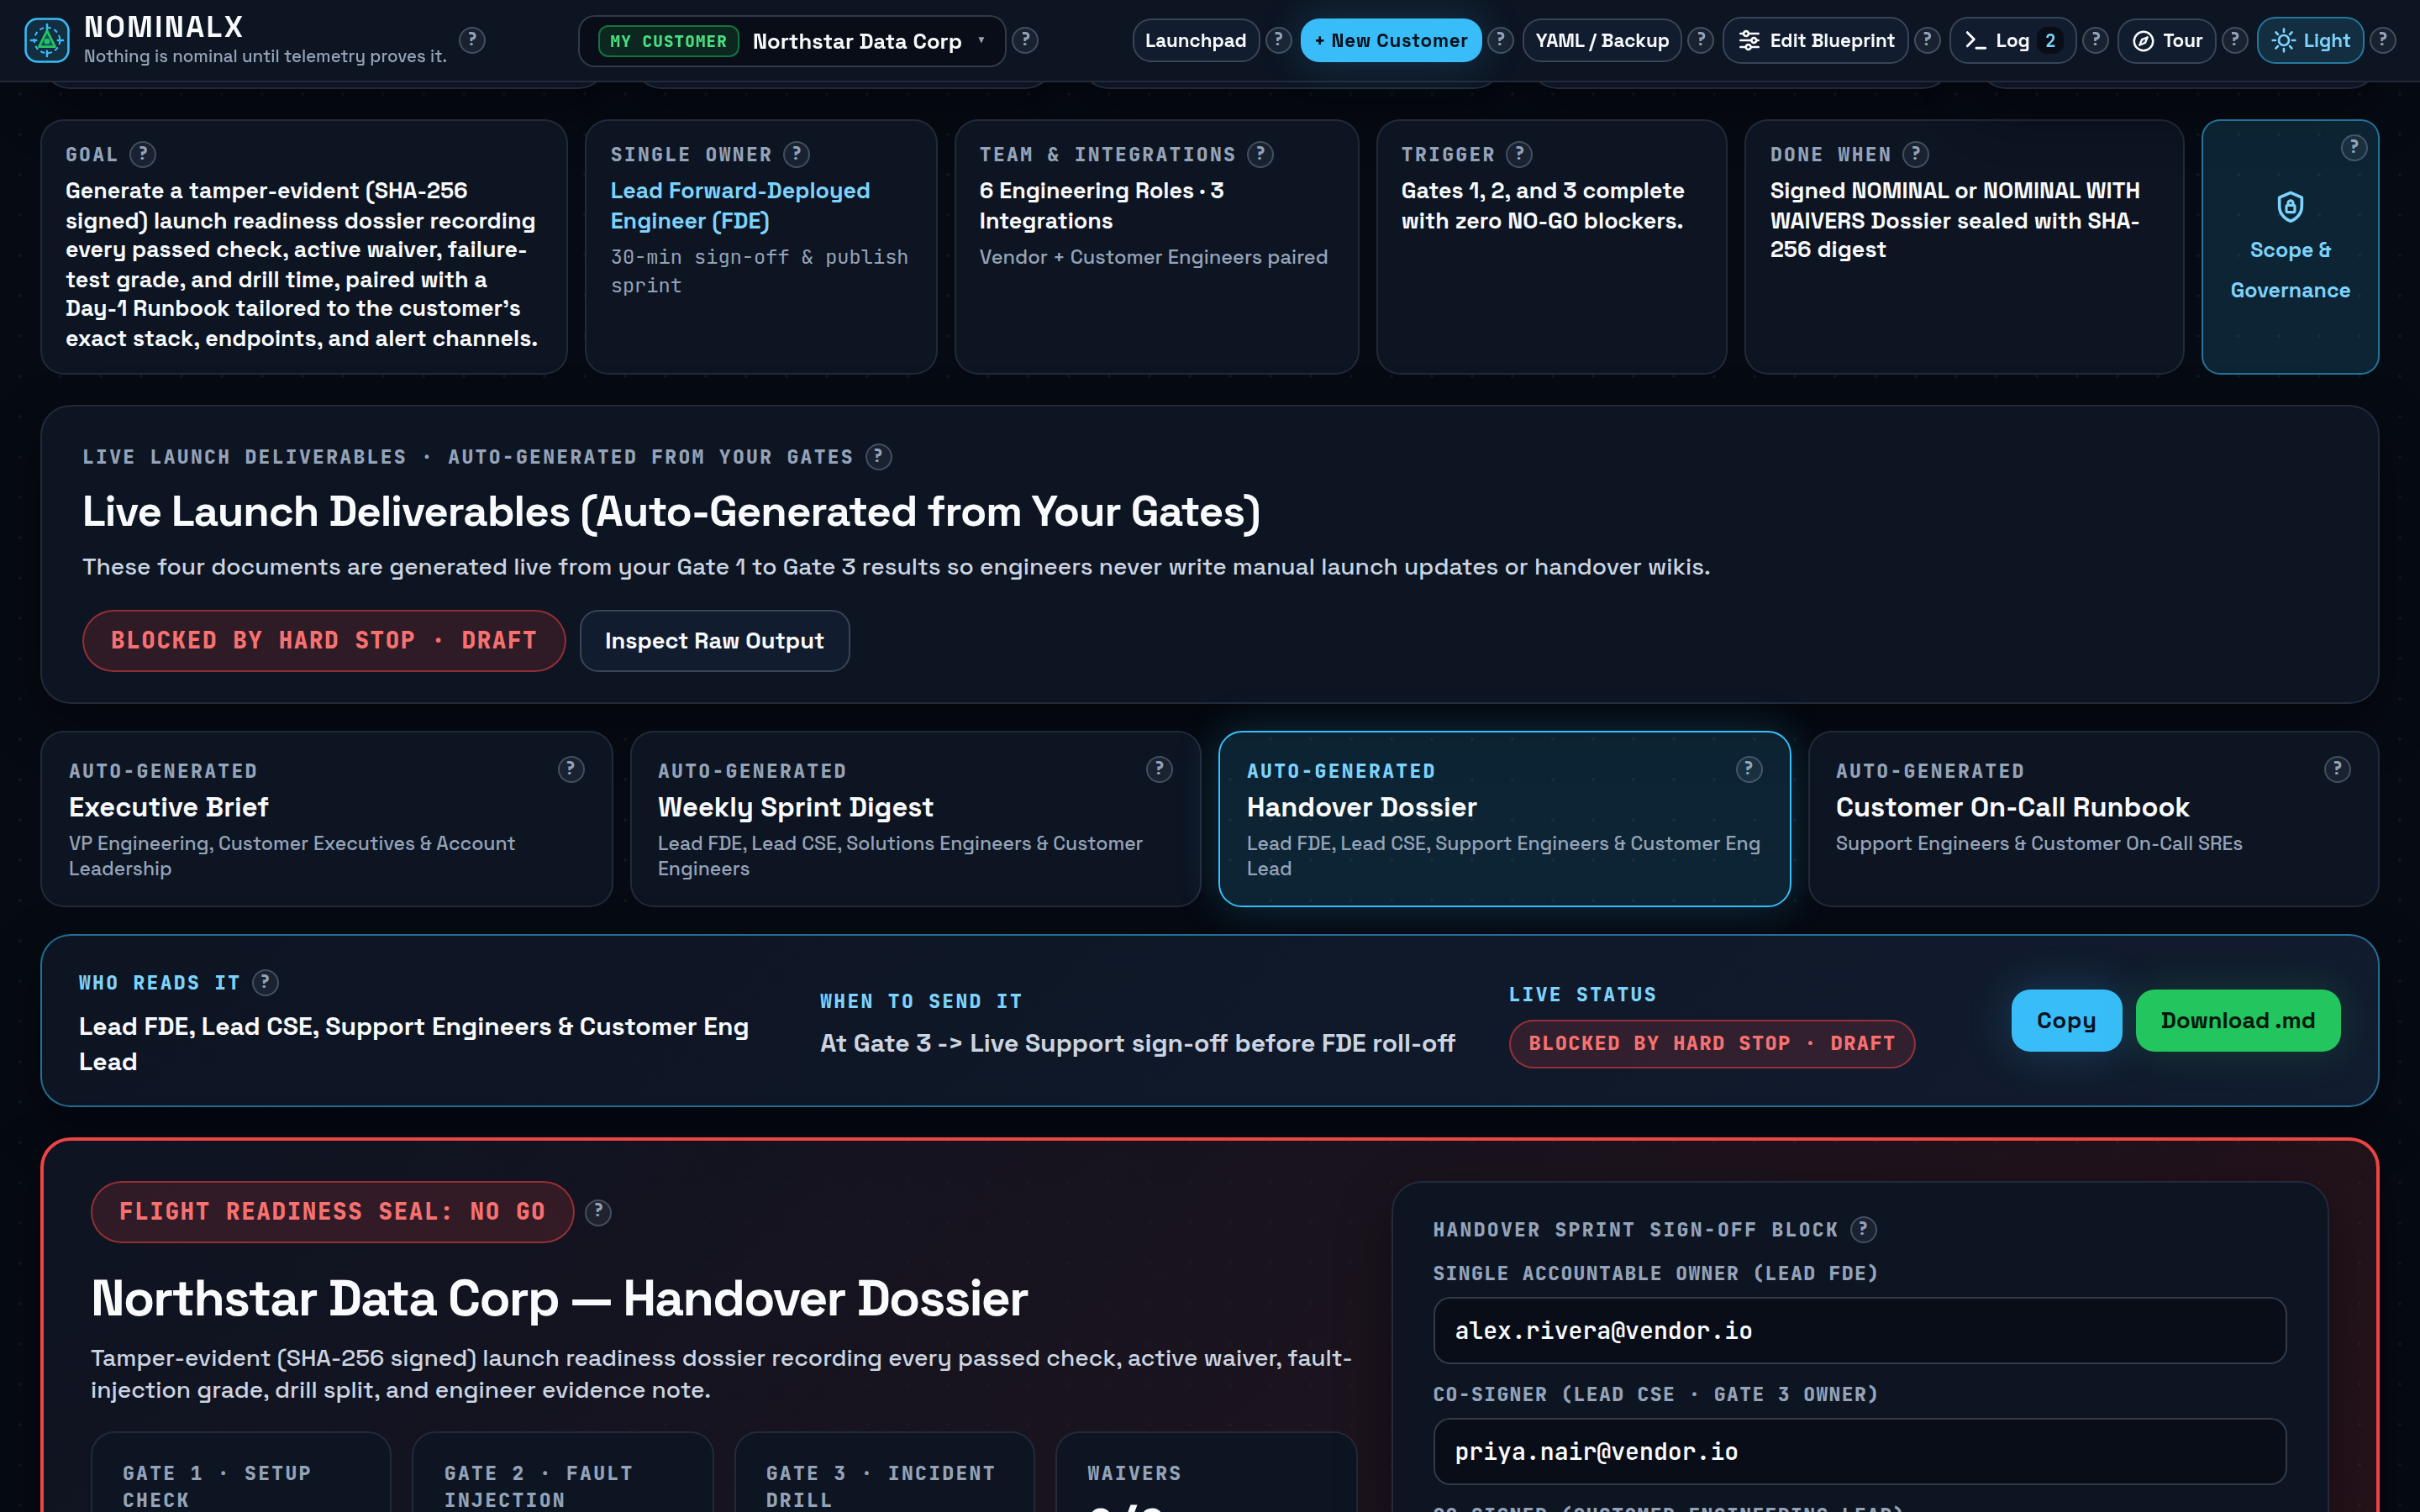 NOMINALX
Nothing is nominal until telemetry proves it.
?
MY CUSTOMER Northstar Data Corp ▾ ?
Launchpad ? + New Customer ? YAML / Backup ? Edit Blueprint ? Log 2 ? Tour ? Light ?
GOAL ?
Generate a tamper-evident (SHA-256
signed) launch readiness dossier recording
every passed check, active waiver, failure-
test grade, and drill time, paired with a
Day-1 Runbook tailored to the customer's
exact stack, endpoints, and alert channels.
SINGLE OWNER ?
Lead Forward-Deployed
Engineer (FDE)
30-min sign-off & publish
sprint
TEAM & INTEGRATIONS ?
6 Engineering Roles · 3
Integrations
Vendor + Customer Engineers paired
TRIGGER ?
Gates 1, 2, and 3 complete
with zero NO-GO blockers.
DONE WHEN ?
Signed NOMINAL or NOMINAL WITH
WAIVERS Dossier sealed with SHA-
256 digest
?
Scope &
Governance
LIVE LAUNCH DELIVERABLES · AUTO-GENERATED FROM YOUR GATES ?
Live Launch Deliverables (Auto-Generated from Your Gates)
These four documents are generated live from your Gate 1 to Gate 3 results so engineers never write manual launch updates or handover wikis.
BLOCKED BY HARD STOP · DRAFT
Inspect Raw Output
AUTO-GENERATED ?
Executive Brief
VP Engineering, Customer Executives & Account
Leadership
AUTO-GENERATED ?
Weekly Sprint Digest
Lead FDE, Lead CSE, Solutions Engineers & Customer
Engineers
AUTO-GENERATED ?
Handover Dossier
Lead FDE, Lead CSE, Support Engineers & Customer Eng
Lead
AUTO-GENERATED ?
Customer On-Call Runbook
Support Engineers & Customer On-Call SREs
WHO READS IT ?
Lead FDE, Lead CSE, Support Engineers & Customer Eng
Lead
WHEN TO SEND IT
At Gate 3 -> Live Support sign-off before FDE roll-off
LIVE STATUS
BLOCKED BY HARD STOP · DRAFT
Copy
Download .md
FLIGHT READINESS SEAL: NO GO ?
Northstar Data Corp — Handover Dossier
Tamper-evident (SHA-256 signed) launch readiness dossier recording every passed check, active waiver, fault-
injection grade, drill split, and engineer evidence note.
GATE 1 · SETUP
CHECK
GATE 2 · FAULT
INJECTION
GATE 3 · INCIDENT
DRILL
WAIVERS
HANDOVER SPRINT SIGN-OFF BLOCK ?
SINGLE ACCOUNTABLE OWNER (LEAD FDE)
alex.rivera@vendor.io
CO-SIGNER (LEAD CSE · GATE 3 OWNER)
priya.nair@vendor.io
CO-SIGNER (CUSTOMER ENGINEERING LEAD)